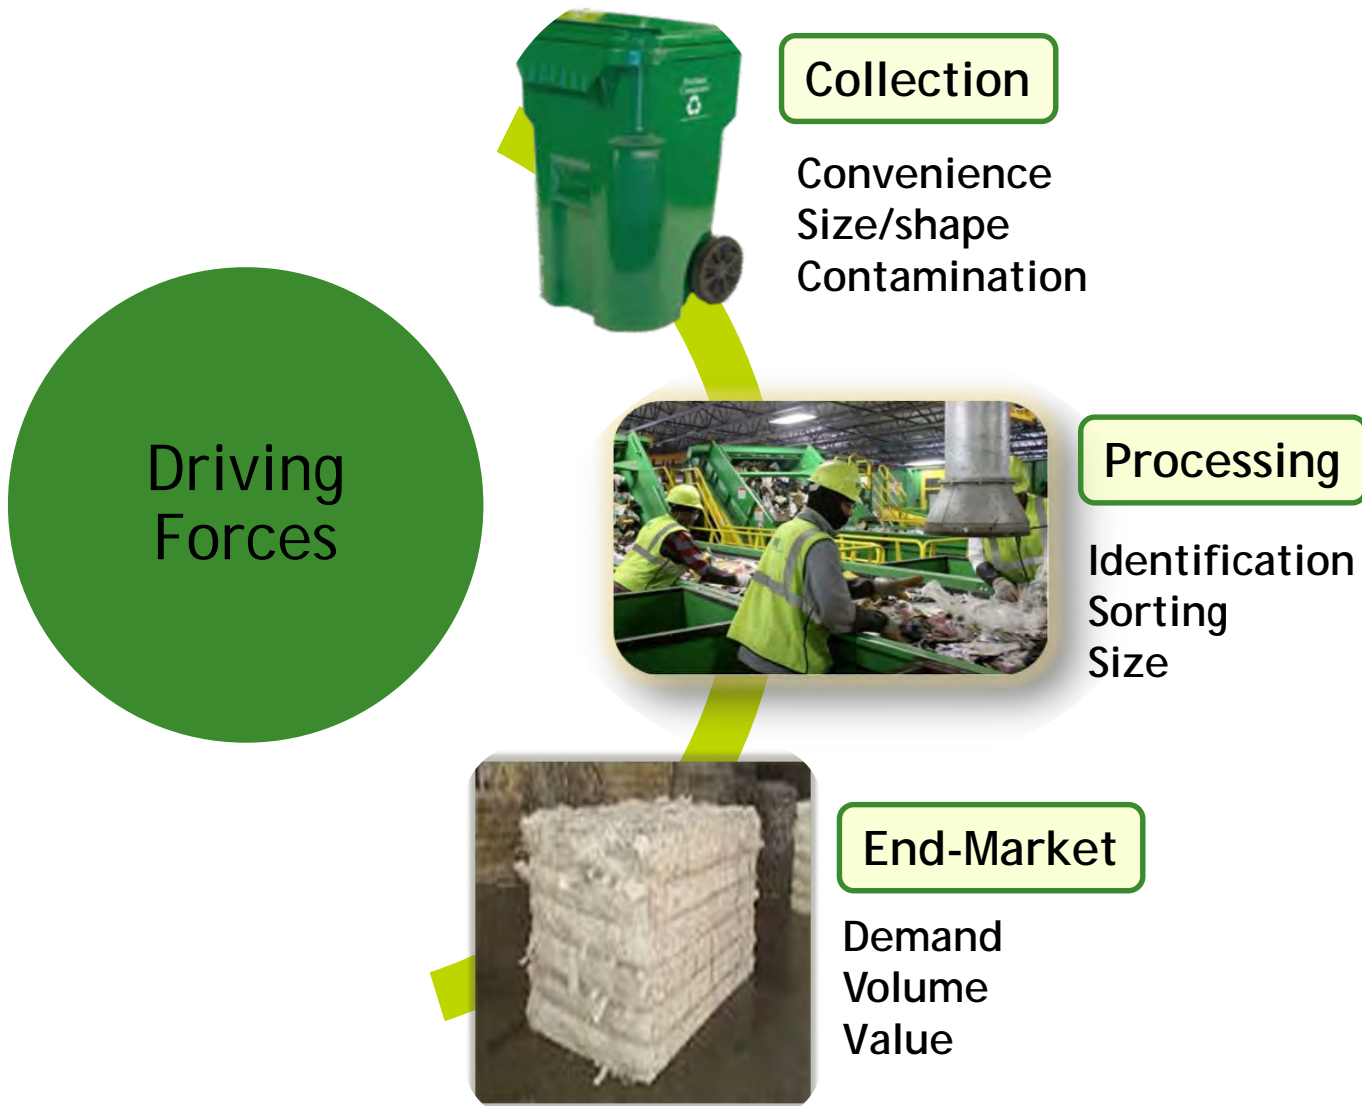 Collection
Convenience
Size/shape
Contamination
Driving
Forces
Processing
Identification
Sorting
Size
End-Market
Demand
Volume
Value